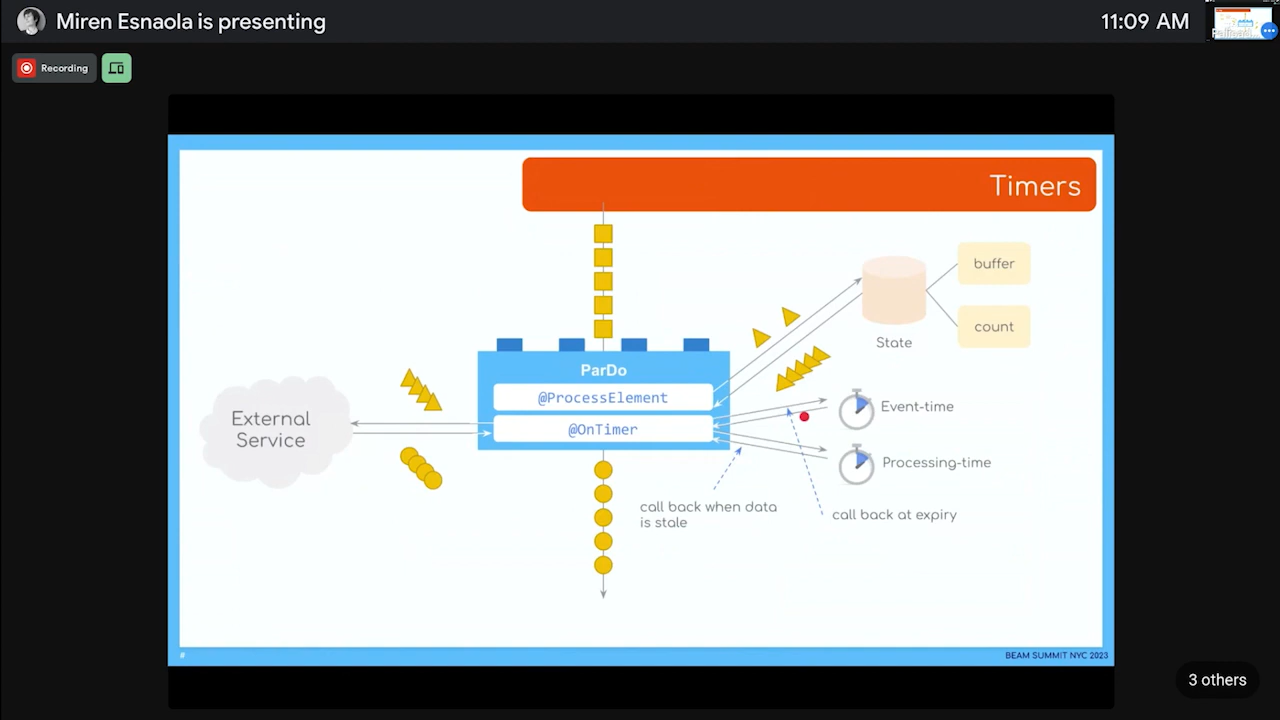 Miren Esnaola is presenting
11:09 AM
Recording
Timers
buffer
count
State
ParDo
@ProcessElement
@OnTimer
External
Service
Event-time
Processing-time
call back when data
is stale
call back at expiry
#
BEAM SUMMIT NYC 2023
3 others